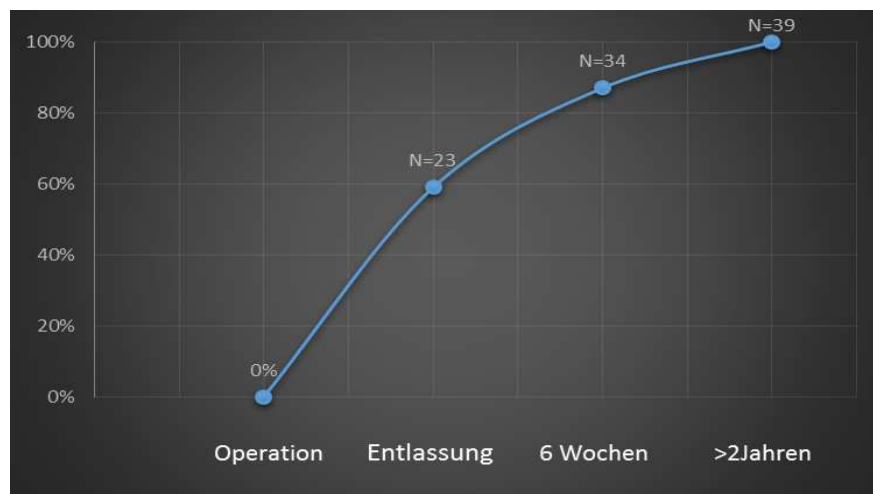 N=39
100%
N=34
80%
N=23
60%
40%
20%
0%
0%
Operation Entlassung 6 Wochen >2Jahren